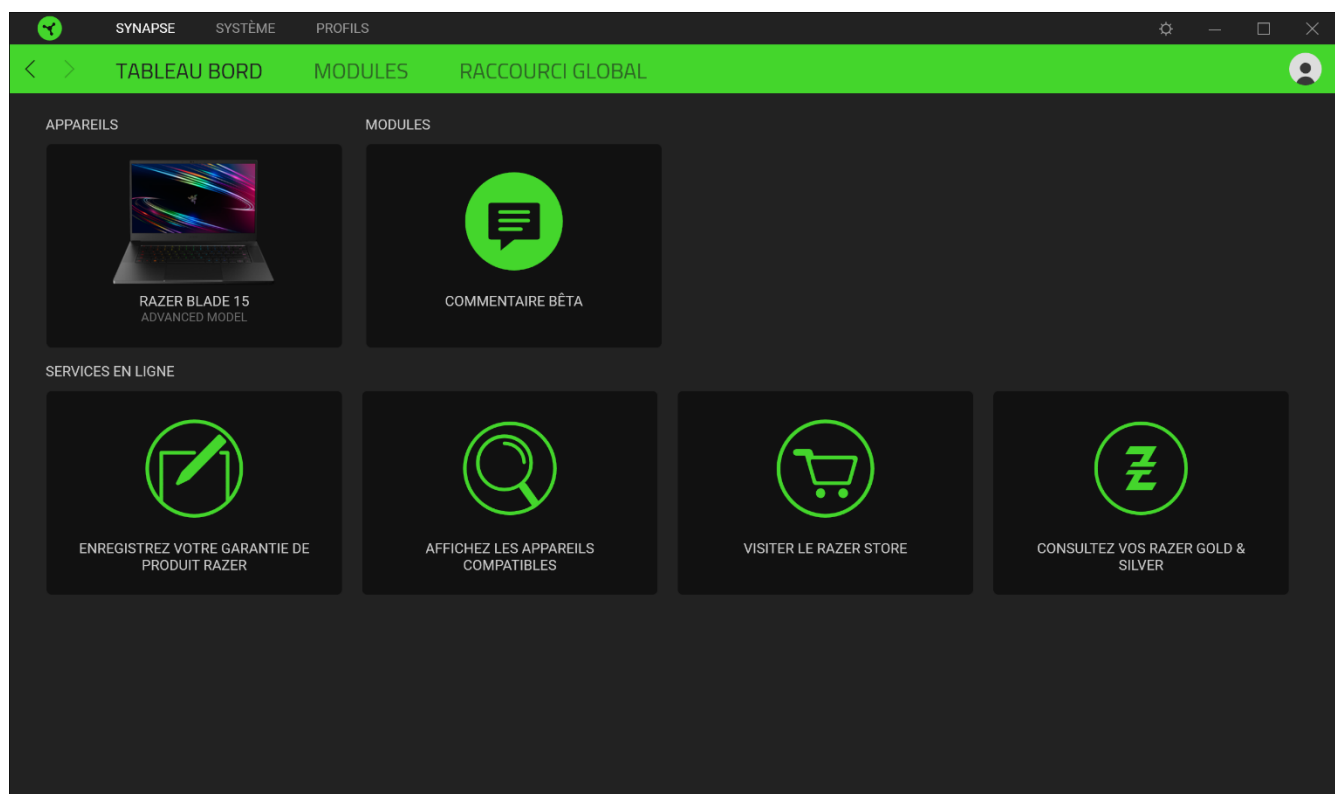 SYNAPSE SYSTÈME PROFILS
TABLEAU BORD MODULES RACCOURCI GLOBAL
APPAREILS MODULES
RAZER BLADE 15
ADVANCED MODEL
COMMENTAIRE BÊTA
SERVICES EN LIGNE
ENREGISTREZ VOTRE GARANTIE DE
PRODUIT RAZER
AFFICHEZ LES APPAREILS
COMPATIBLES
VISITER LE RAZER STORE
CONSULTEZ VOS RAZER GOLD &
SILVER